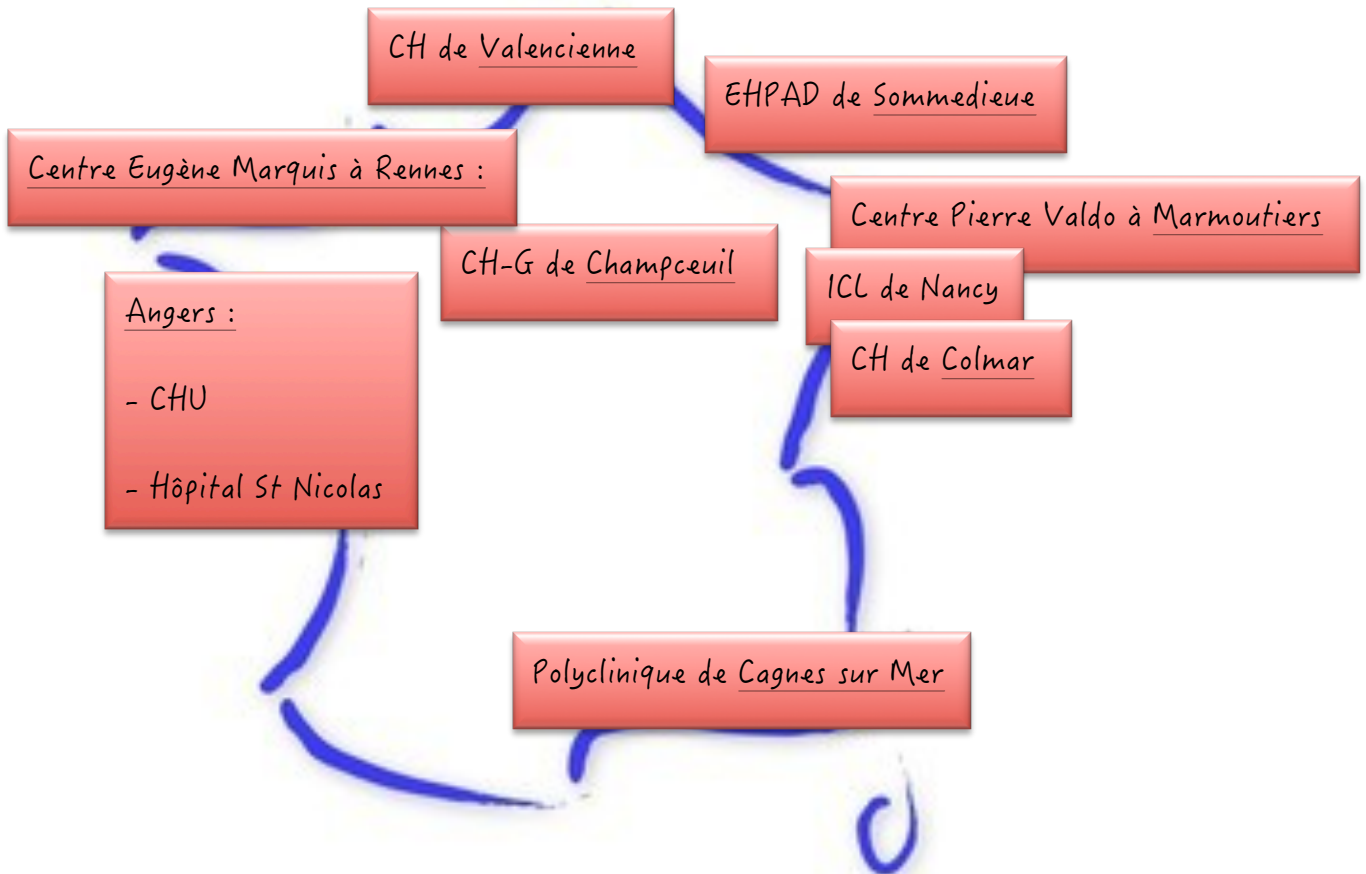 CH de Valencienne
EHPAD de Sommedieue
Centre Eugène Marquis à Rennes :
Centre Pierre Valdo à Marmoutiers
CH-G de Champceuil
ICL de Nancy
Angers :
- CHU
- Hôpital St Nicolas
CH de Colmar
Polyclinique de Cagnes sur Mer